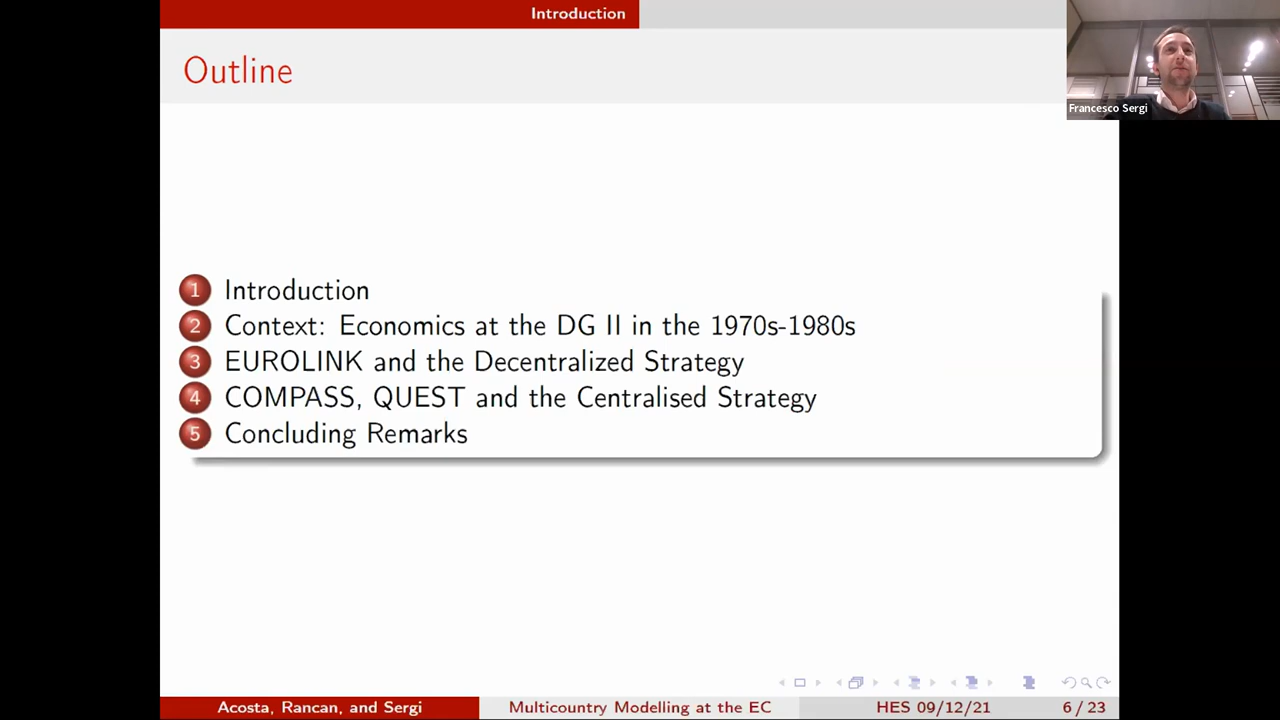 Introduction
Outline
Francesco Sergi
1 Introduction
2 Context: Economics at the DG II in the 1970s-1980s
3 EUROLINK and the Decentralized Strategy
4 COMPASS, QUEST and the Centralised Strategy
5 Concluding Remarks
Acosta, Rancan, and Sergi
Multicountry Modelling at the EC
HES 09/12/21
6 / 23